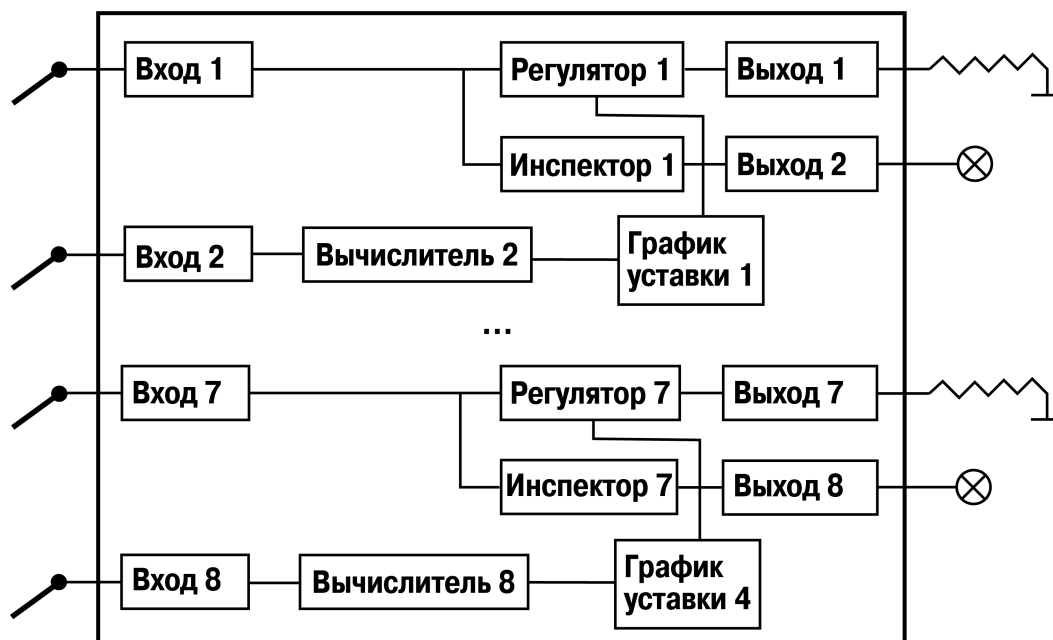 Вход 1
Регулятор 1
Выход 1
Инспектор 1
Выход 2
Вход 2
Вычислитель 2
График
уставки 1
...
Вход 7
Регулятор 7
Выход 7
Инспектор 7
Выход 8
Вход 8
Вычислитель 8
График
уставки 4